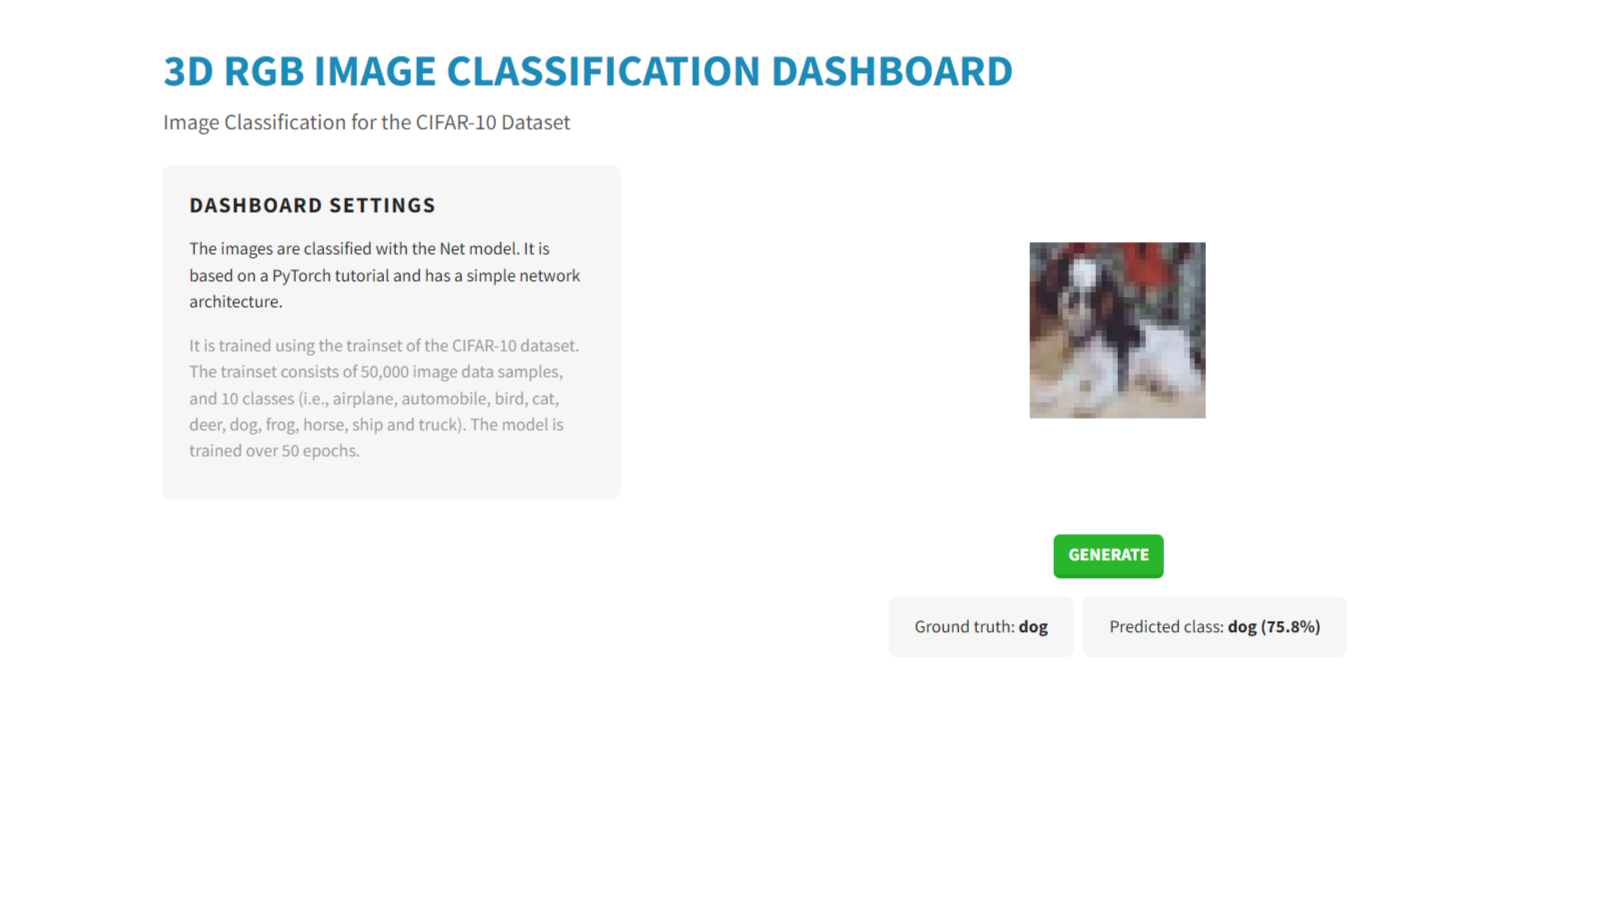 3D RGB IMAGE CLASSIFICATION DASHBOARD
Image Classification for the CIFAR-10 Dataset
DASHBOARD SETTINGS
The images are classified with the Net model. It is
based on a PyTorch tutorial and has a simple network
architecture.
It is trained using the trainset of the CIFAR-10 dataset.
The trainset consists of 50,000 image data samples,
and 10 classes (i.e., airplane, automobile, bird, cat,
deer, dog, frog, horse, ship and truck). The model is
trained over 50 epochs.
GENERATE
Ground truth: dog
Predicted class: dog (75.8%)